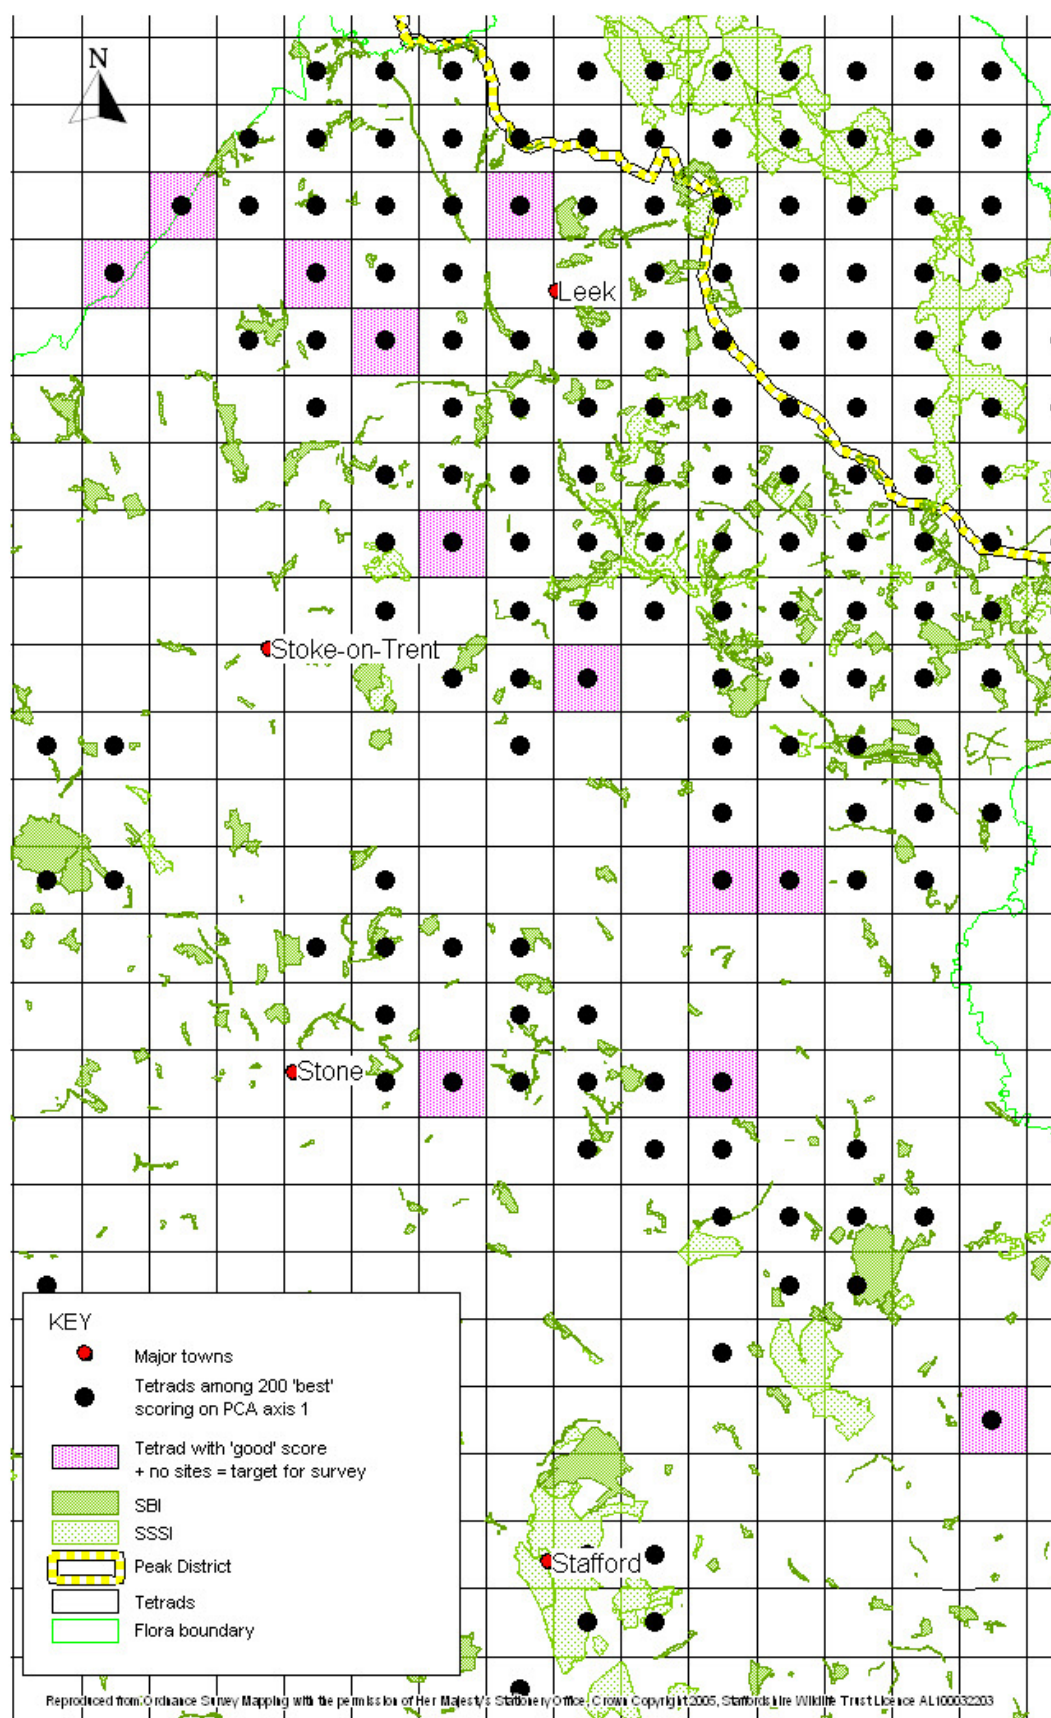 N
Leek
Stoke-on-Trent
Stone
KEY
Major towns
Tetrads among 200 'best'
scoring on PCA axis 1
Tetrad with 'good' score
+ no sites = target for survey
SBI
SSSI
Peak District
Tetrads
Flora boundary
Stafford
Reproduced from Ordnance Survey Mapping with the permission of Her Majesty's Stationery Office, Crown Copyright 2005, Staffordshire Wildlife Trust Licence AL100032203